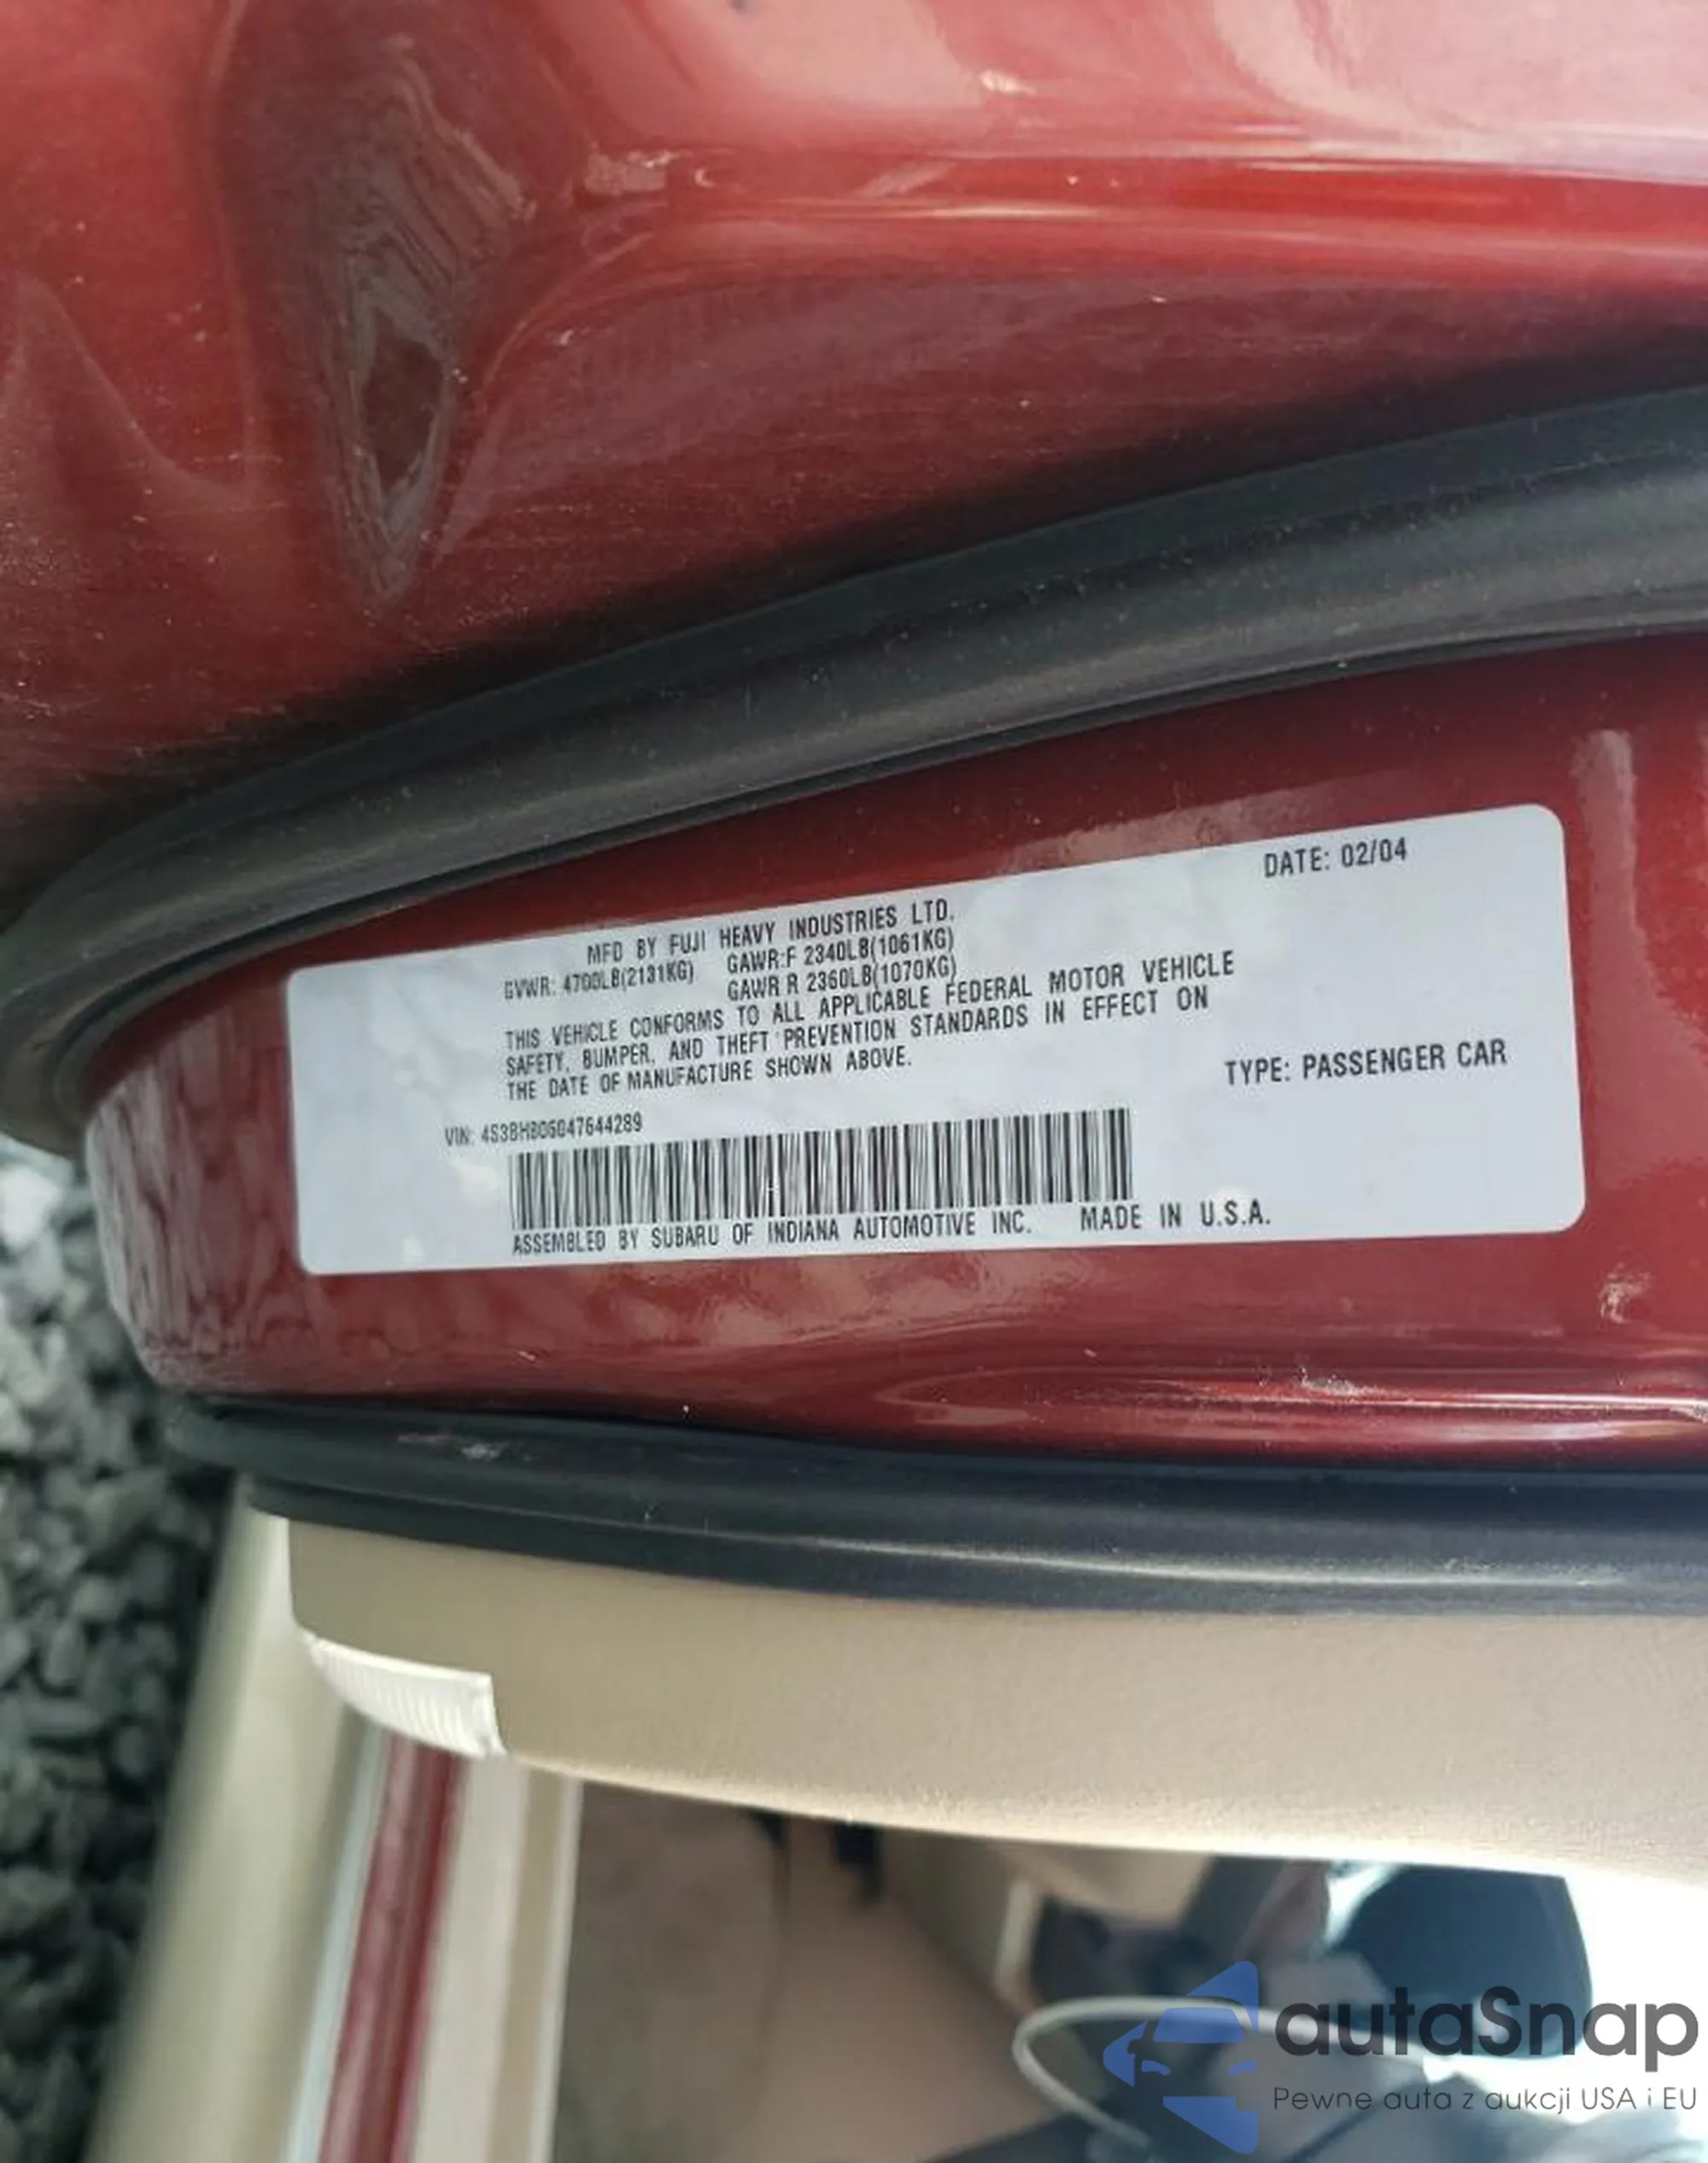 DATE: 02/04
MFD BY FUJI HEAVY INDUSTRIES LTD.
GVWR: 4700LB(2131KG) GAWR:F 2340LB(1061KG)
GAWR R 2360LB(1070KG)
THIS VEHICLE CONFORMS TO ALL APPLICABLE FEDERAL MOTOR VEHICLE
SAFETY, BUMPER, AND THEFT PREVENTION STANDARDS IN EFFECT ON
THE DATE OF MANUFACTURE SHOWN ABOVE.
TYPE: PASSENGER CAR
VIN: 4S3BH806047644289
ASSEMBLED BY SUBARU OF INDIANA AUTOMOTIVE INC. MADE IN U.S.A.
autaSnap
Pewne auta z aukcji USA i EU